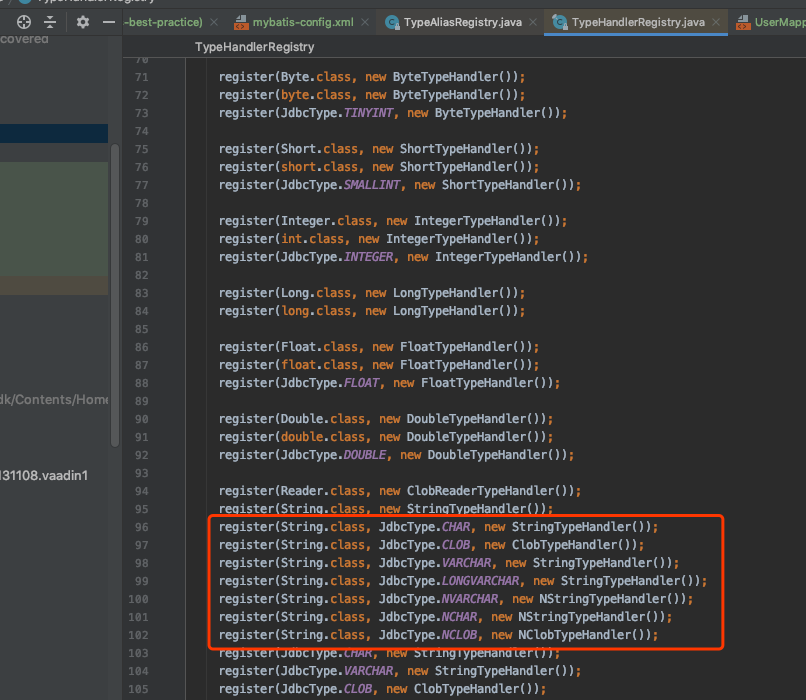 -best-practice)
mybatis-config.xml
TypeAliasRegistry.java
TypeHandlerRegistry.java
UserMapp
covered
TypeHandlerRegistry
70
71 register(Byte.class, new ByteTypeHandler());
72 register(byte.class, new ByteTypeHandler());
73 register(JdbcType.TINYINT, new ByteTypeHandler());
74
75 register(Short.class, new ShortTypeHandler());
76 register(short.class, new ShortTypeHandler());
77 register(JdbcType.SMALLINT, new ShortTypeHandler());
78
79 register(Integer.class, new IntegerTypeHandler());
80 register(int.class, new IntegerTypeHandler());
81 register(JdbcType.INTEGER, new IntegerTypeHandler());
82
83 register(Long.class, new LongTypeHandler());
84 register(long.class, new LongTypeHandler());
85
86 register(Float.class, new FloatTypeHandler());
87 register(float.class, new FloatTypeHandler());
88 register(JdbcType.FLOAT, new FloatTypeHandler());
89
dk/Contents/Home
90 register(Double.class, new DoubleTypeHandler());
91 register(double.class, new DoubleTypeHandler());
92 register(JdbcType.DOUBLE, new DoubleTypeHandler());
93
131108.vaadin1
94 register(Reader.class, new ClobReaderTypeHandler());
95 register(String.class, new StringTypeHandler());
96 register(String.class, JdbcType.CHAR, new StringTypeHandler());
97 register(String.class, JdbcType.CLOB, new ClobTypeHandler());
98 register(String.class, JdbcType.VARCHAR, new StringTypeHandler());
99 register(String.class, JdbcType.LONGVARCHAR, new StringTypeHandler());
100 register(String.class, JdbcType.NVARCHAR, new NStringTypeHandler());
101 register(String.class, JdbcType.NCHAR, new NStringTypeHandler());
102 register(String.class, JdbcType.NCLOB, new NClobTypeHandler());
103 register(JdbcType.CHAR, new StringTypeHandler());
104 register(JdbcType.VARCHAR, new StringTypeHandler());
105 register(JdbcType.CLOB, new ClobTypeHandler());